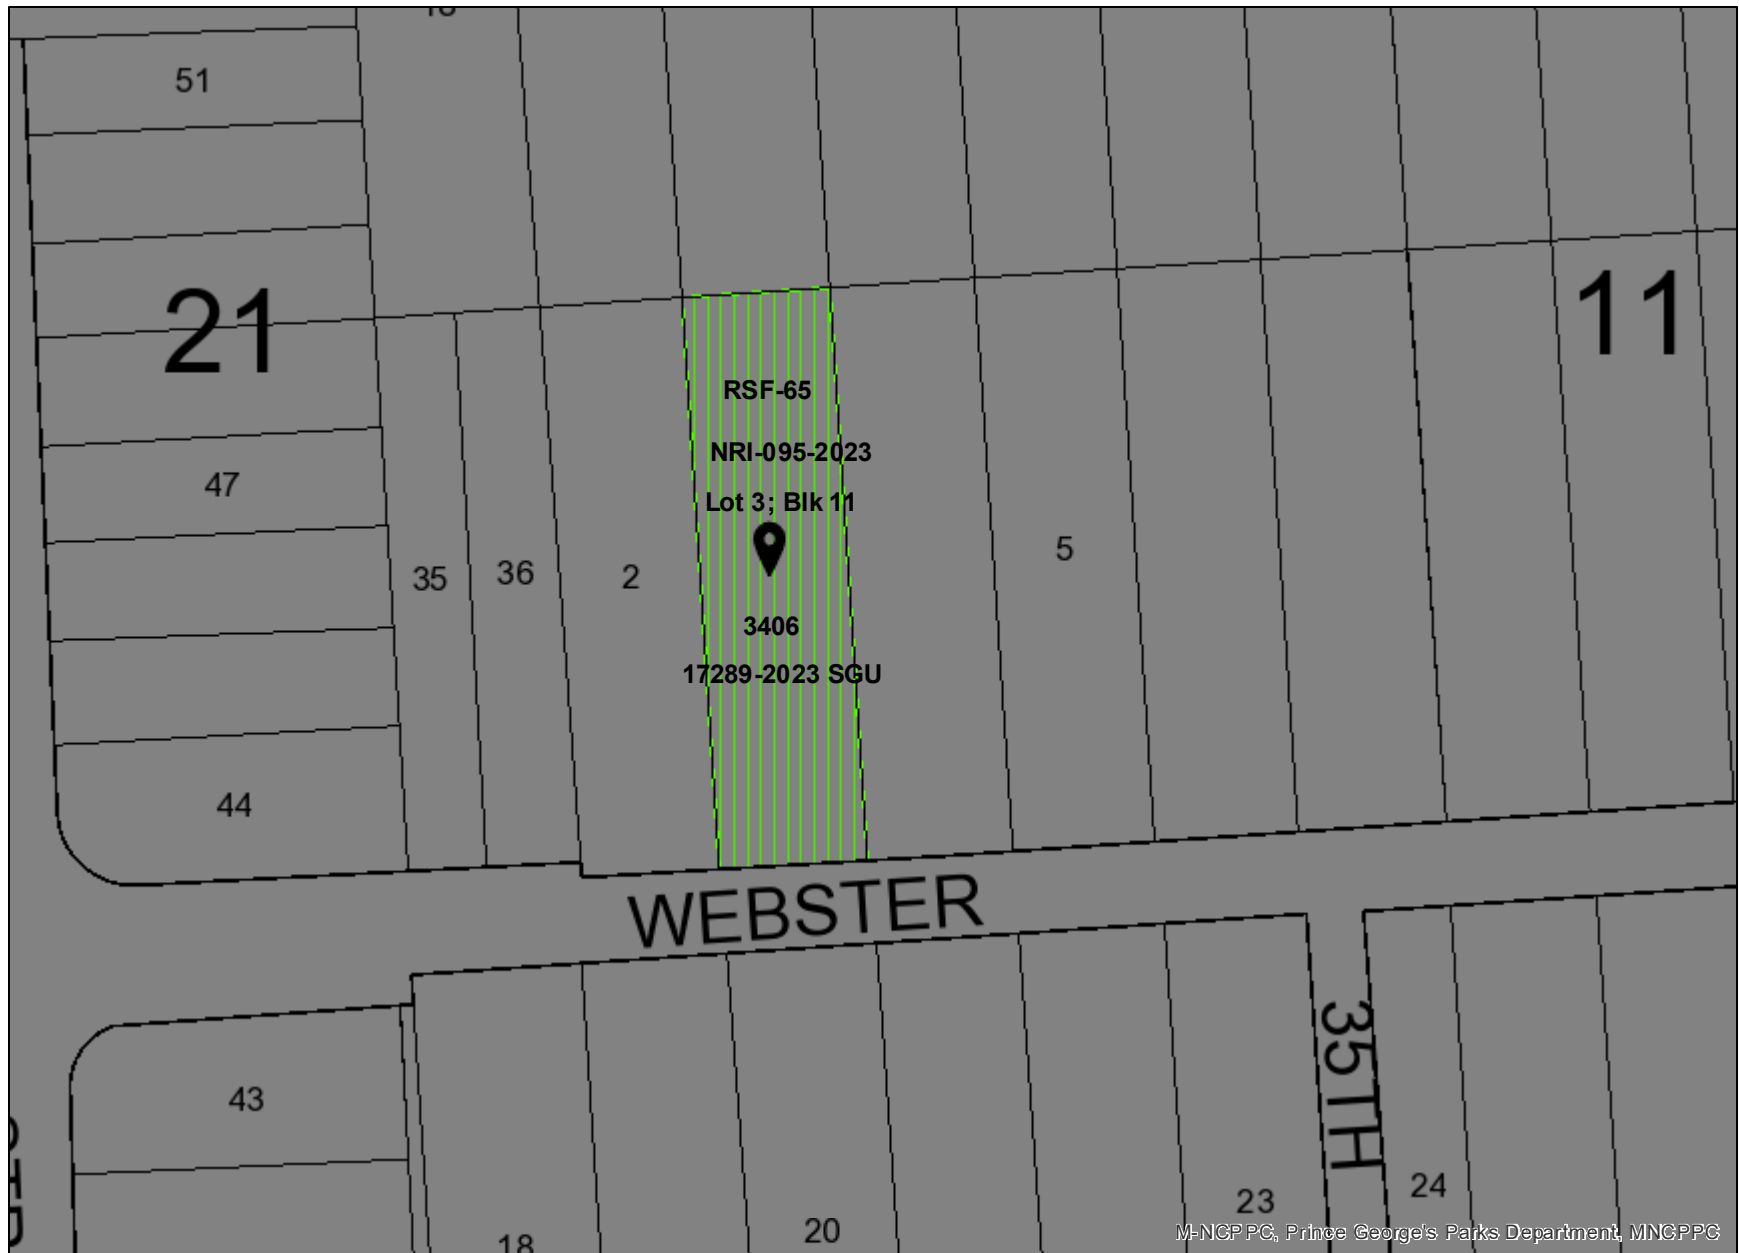 51
21
11
RSF-65
NRI-095-2023
Lot 3; Blk 11
47
35
36
2
5
3406
17289-2023 SGU
44
WEBSTER
35TH
43
23
24
20
18
M-NCPPC, Prince George's Parks Department, MNCPPC